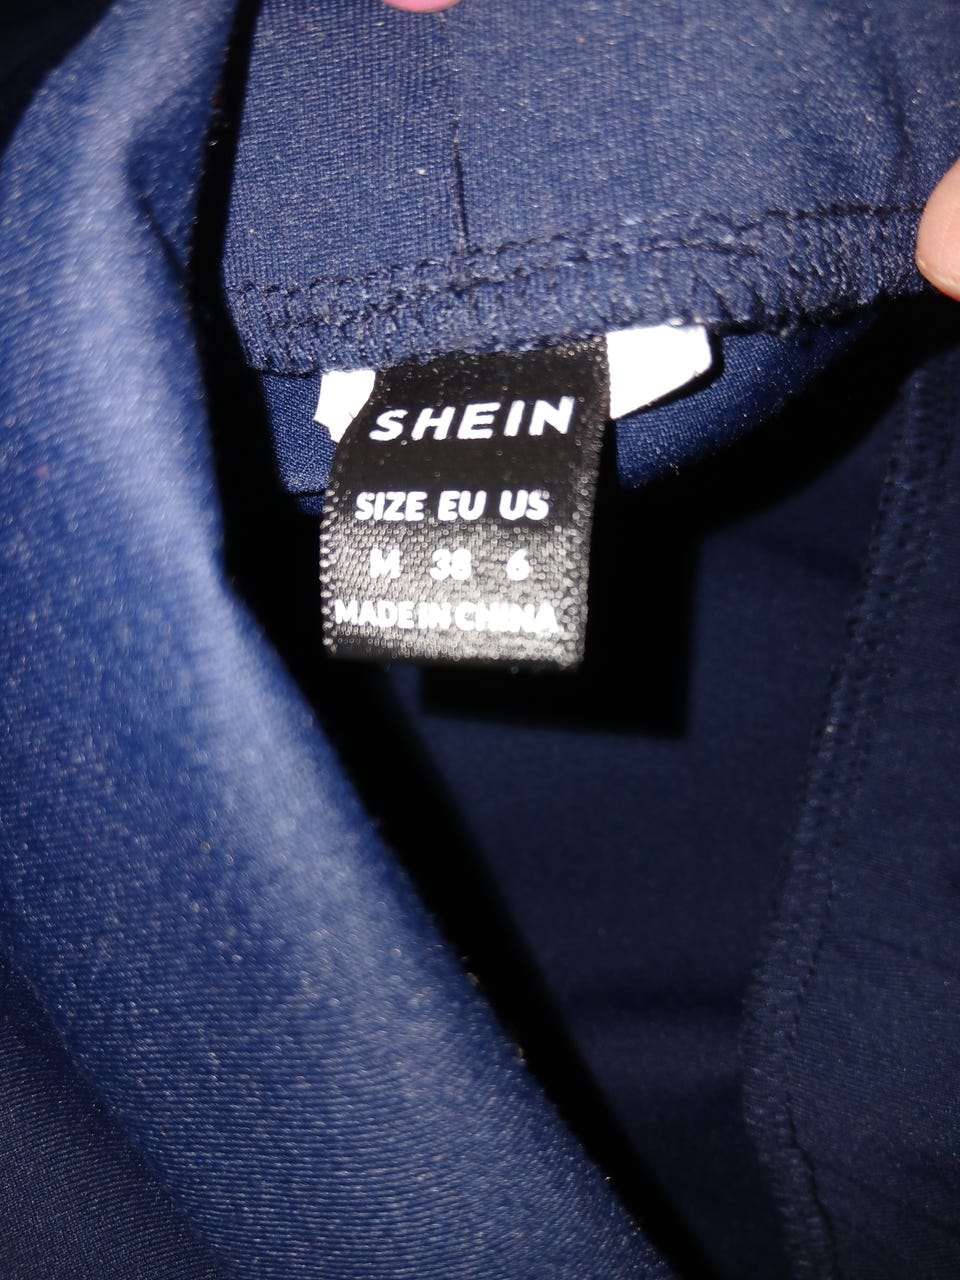 SHEIN
SIZE EU US
M 38 6
MADE IN CHINA